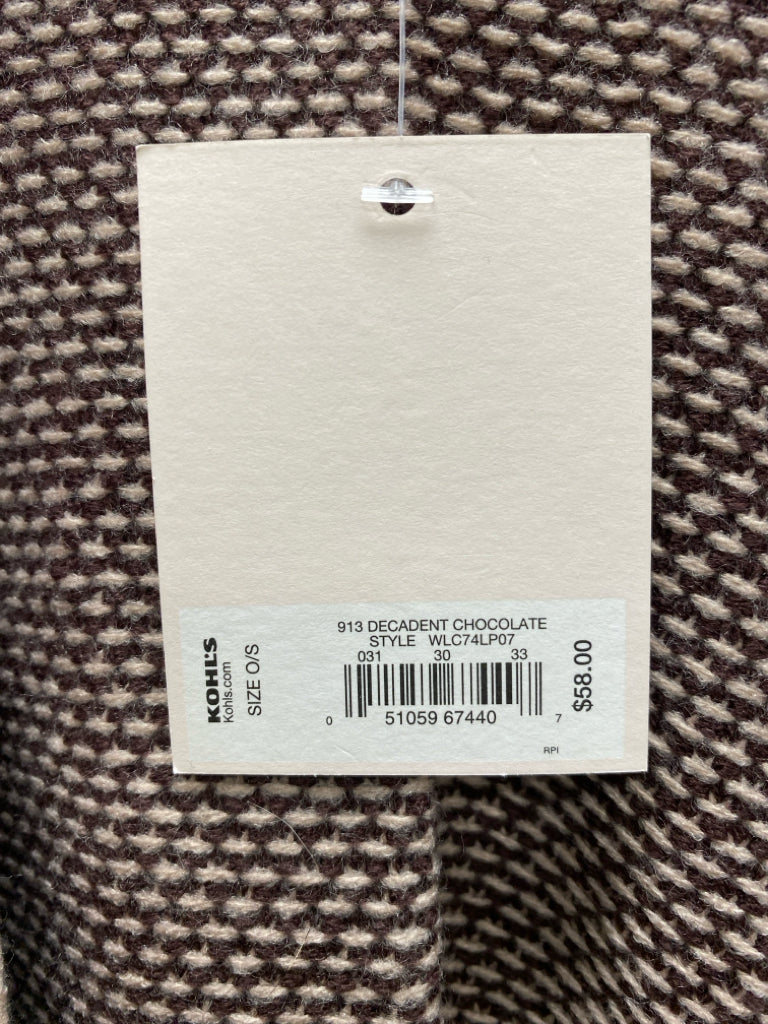 913 DECADENT CHOCOLATE
STYLE WLC74LP07
031 30 33
0 51059 67440 7
RPI
KOHL'S
Kohls.com
SIZE O/S
$58.00